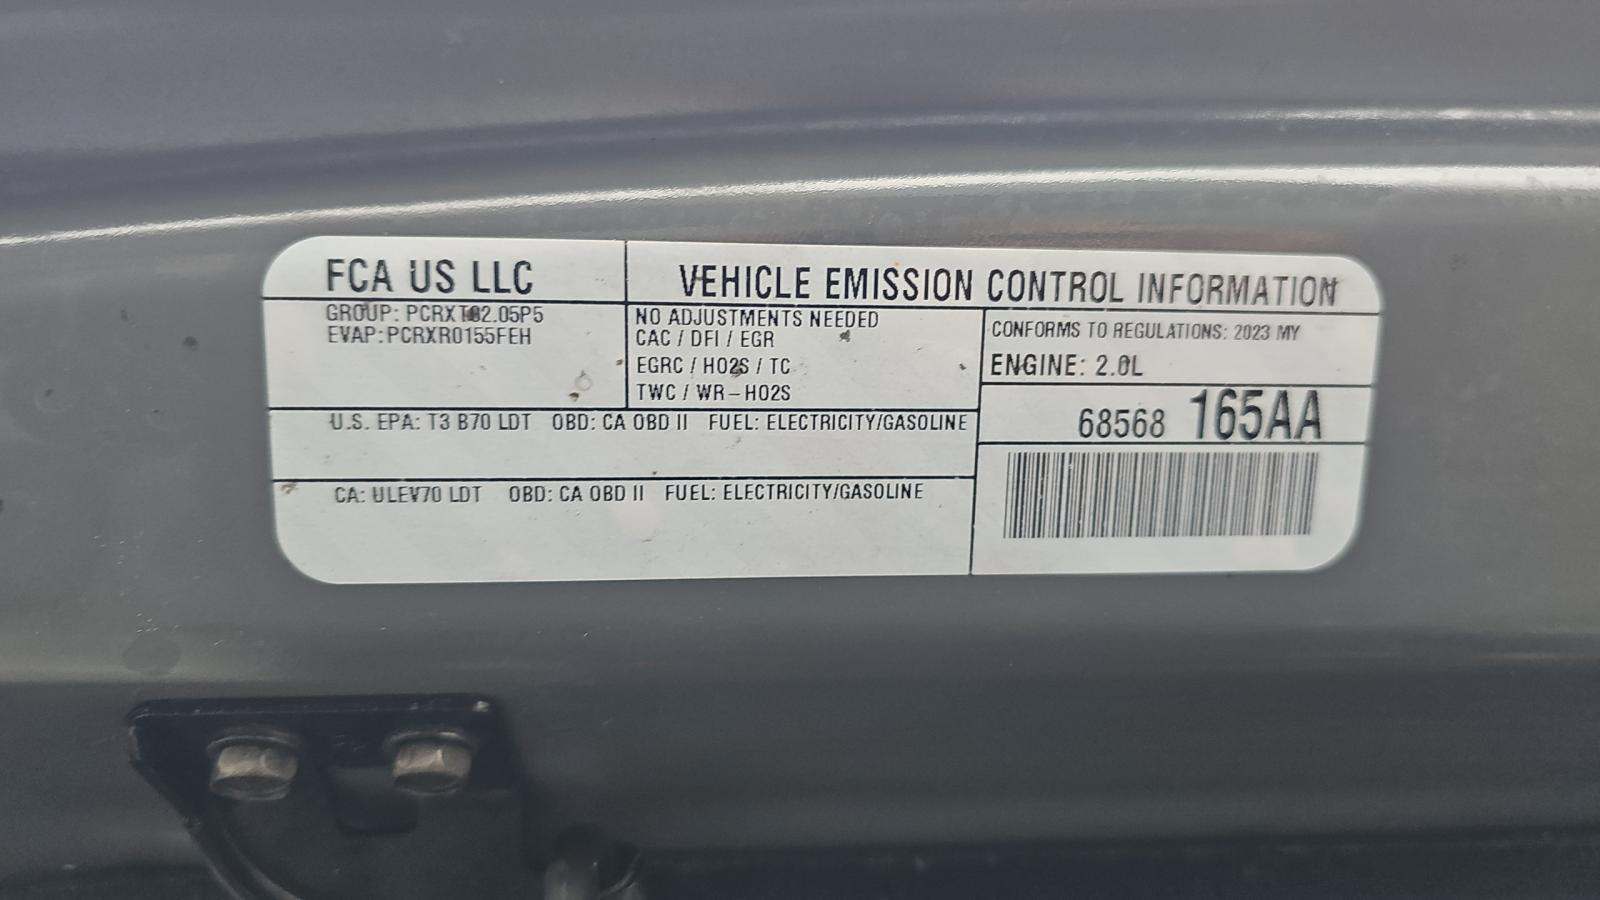 FCA US LLC
VEHICLE EMISSION CONTROL INFORMATION
GROUP: PCRXT02.05P5
EVAP:PCRXR0155FEH
NO ADJUSTMENTS NEEDED
CAC / DFI / EGR
EGRC / HO2S / TC
TWC / WR-HO2S
CONFORMS TO REGULATIONS: 2023 MY
ENGINE: 2.0L
68568 165AA
U.S. EPA: T3 B70 LDT OBD: CA OBD II FUEL: ELECTRICITY/GASOLINE
CA: ULEV70 LDT OBD: CA OBD II FUEL: ELECTRICITY/GASOLINE